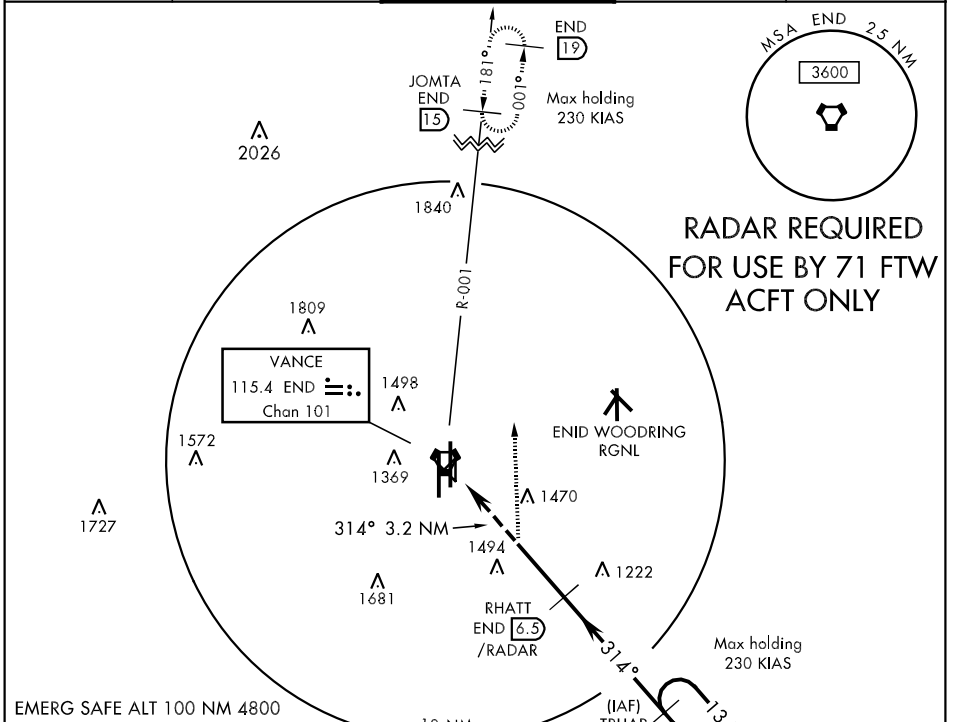 END
19
JOMTA
END
15
181°
001°
Max holding
230 KIAS
MSA END 25 NM
3600
2026
1840
RADAR REQUIRED
FOR USE BY 71 FTW
ACFT ONLY
R-001
1809
VANCE
115.4 END
Chan 101
1498
ENID WOODRING
RGNL
1572
1369
1470
1727
314° 3.2 NM
1494
1222
1681
RHATT
END 6.5
/RADAR
314°
Max holding
230 KIAS
EMERG SAFE ALT 100 NM 4800
(IAF)
13